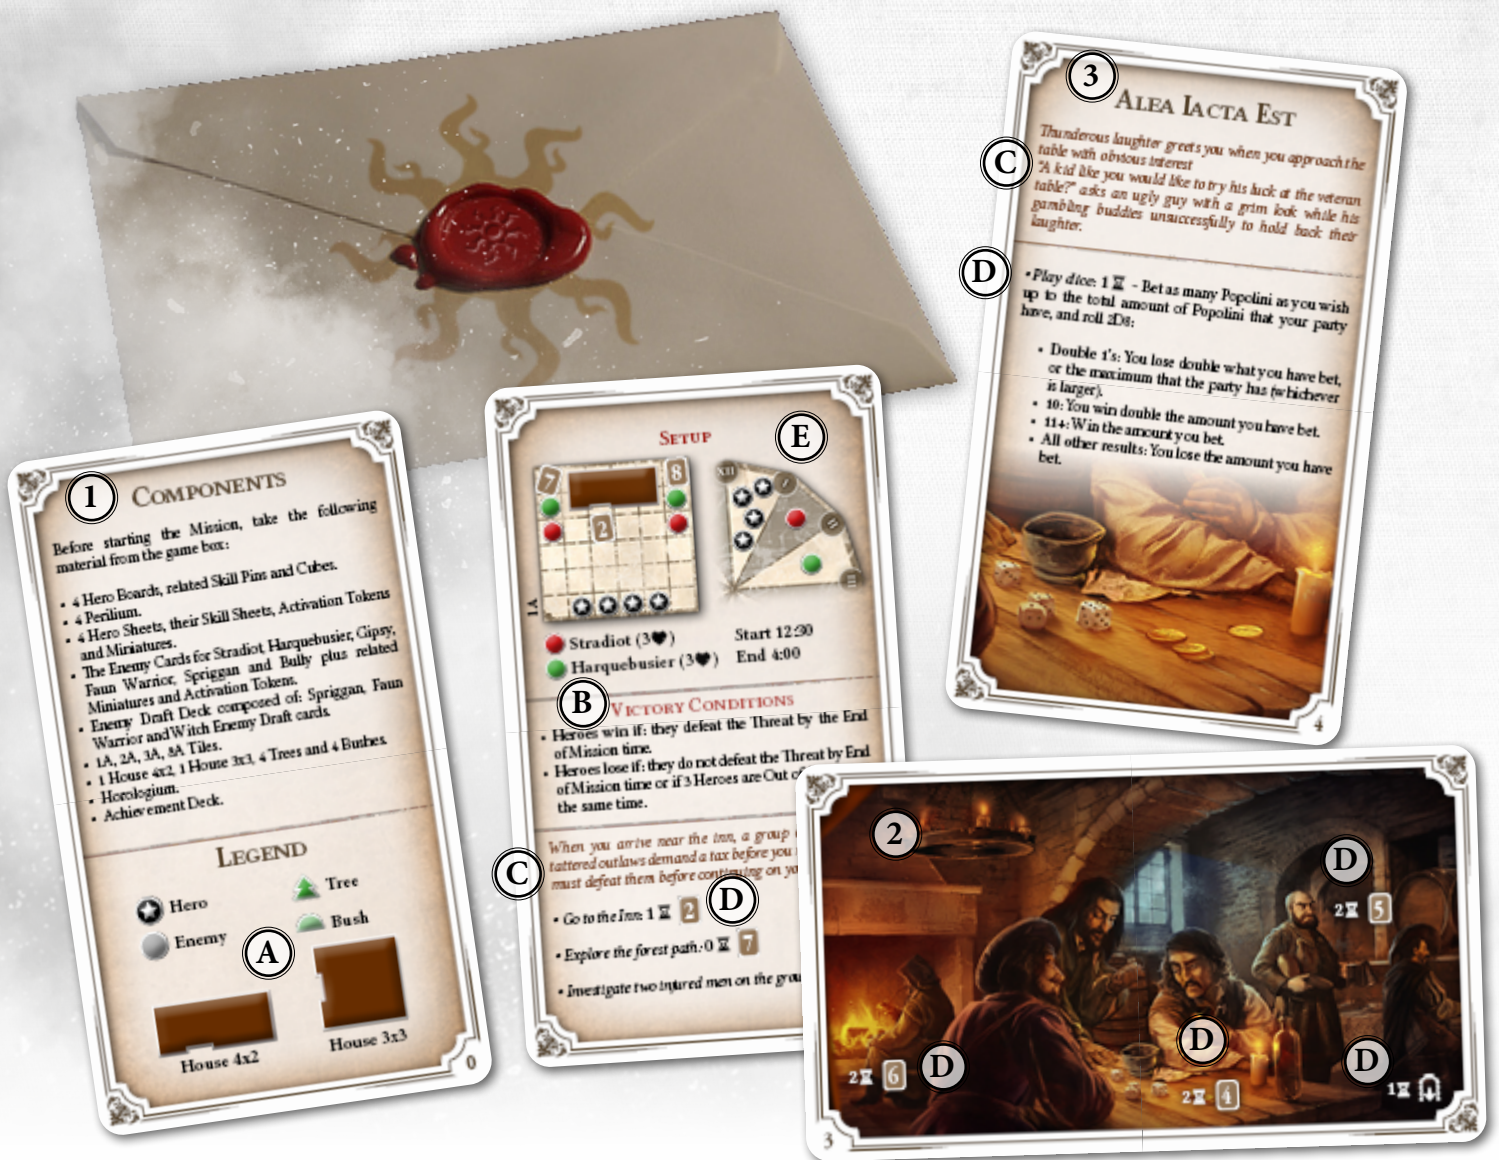 1
COMPONENTS
Before starting the Mission, take the following
material from the game box:
• 4 Hero Boards, related Skill Pins and Cubes.
• 4 Perilium.
• 4 Hero Sheets, their Skill Sheets, Activation Tokens
and Miniatures.
• The Enemy Cards for Stradiot, Harquebusier, Gipsy,
Faun Warrior, Spriggan and Bully plus related
Miniatures and Activation Tokens.
• Enemy Draft Deck composed of: Spriggan, Faun
Warrior and Witch Enemy Draft cards.
• 1A, 2A, 3A, 8A Tiles.
• 1 House 4x2, 1 House 3x3, 4 Trees and 4 Bushes.
• Horologium.
• Achievement Deck.
LEGEND
Hero
Tree
Enemy
Bush
A
House 4x2
House 3x3
0
SETUP
E
7
8
2
1A
XII
I
II
III
Stradiot (3♥)
Start 12:30
Harquebusier (3♥)
End 4:00
B
VICTORY CONDITIONS
• Heroes win if: they defeat the Threat by the End
of Mission time.
• Heroes lose if: they do not defeat the Threat by End
of Mission time or if 3 Heroes are Out of
the same time.
C
When you arrive near the inn, a group
tattered outlaws demand a tax before you
must defeat them before continuing on
D
• Go to the Inn: 1 2
• Explore the forest path: 0 7
• Investigate two injured men on the
3
ALEA IACTA EST
C
Thunderous laughter greets you when you approach the
table with obvious interest
"A kid like you would like to try his luck at the veteran
table?" asks an ugly guy with a grim look while his
gambling buddies unsuccessfully to hold back their
laughter.
D
• Play dice: 1 - Bet as many Popolini as you wish
up to the total amount of Popolini that your party
have, and roll 2D8:
• Double 1's: You lose double what you have bet,
or the maximum that the party has (whichever
is larger).
• 10: You win double the amount you have bet.
• 11+: Win the amount you bet.
• All other results: You lose the amount you have
bet.
4
2
D
2 5
2 6
D
D
2 4
D
1
3